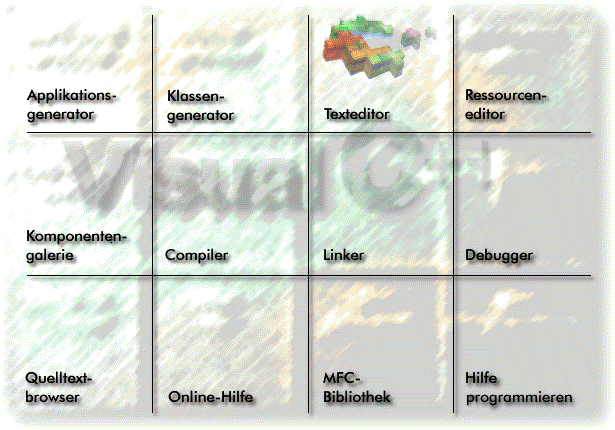 Applikations-
generator
Klassen-
generator
Texteditor
Ressourcen-
editor
Visual C++
Komponenten-
galerie
Compiler
Linker
Debugger
Quelltext-
browser
Online-Hilfe
MFC-
Bibliothek
Hilfe
programmieren